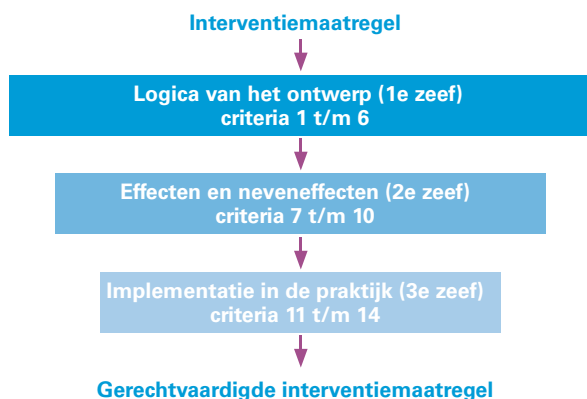 Interventiemaatregel
Logica van het ontwerp (1e zeef)
criteria 1 t/m 6
Effecten en neveneffecten (2e zeef)
criteria 7 t/m 10
Implementatie in de praktijk (3e zeef)
criteria 11 t/m 14
Gerechtvaardigde interventiemaatregel